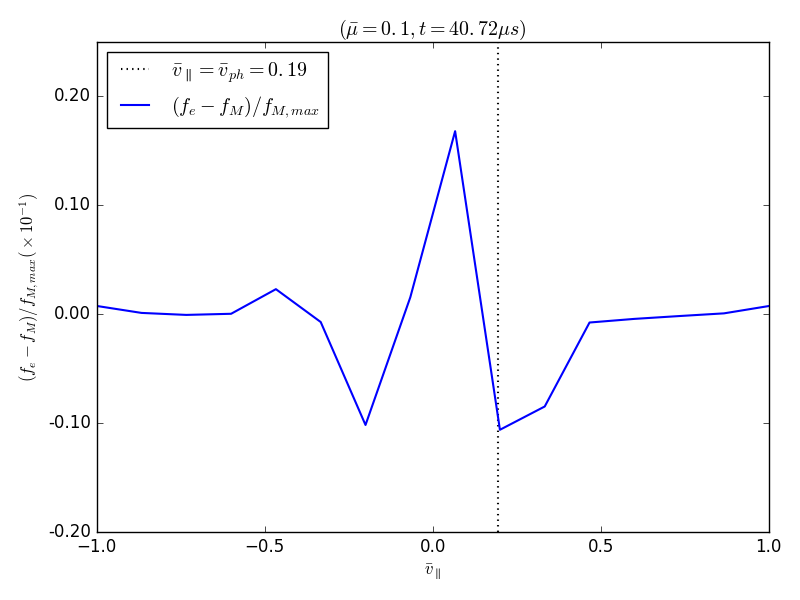 (μ̄ = 0.1, t = 40.72μs)
v̄∥ = v̄ph = 0.19
(fe − fM)/fM,max
0.20
0.10
0.00
-0.10
-0.20
(fe − fM)/fM,max(×10⁻¹)
−1.0 −0.5 0.0 0.5 1.0
v̄∥